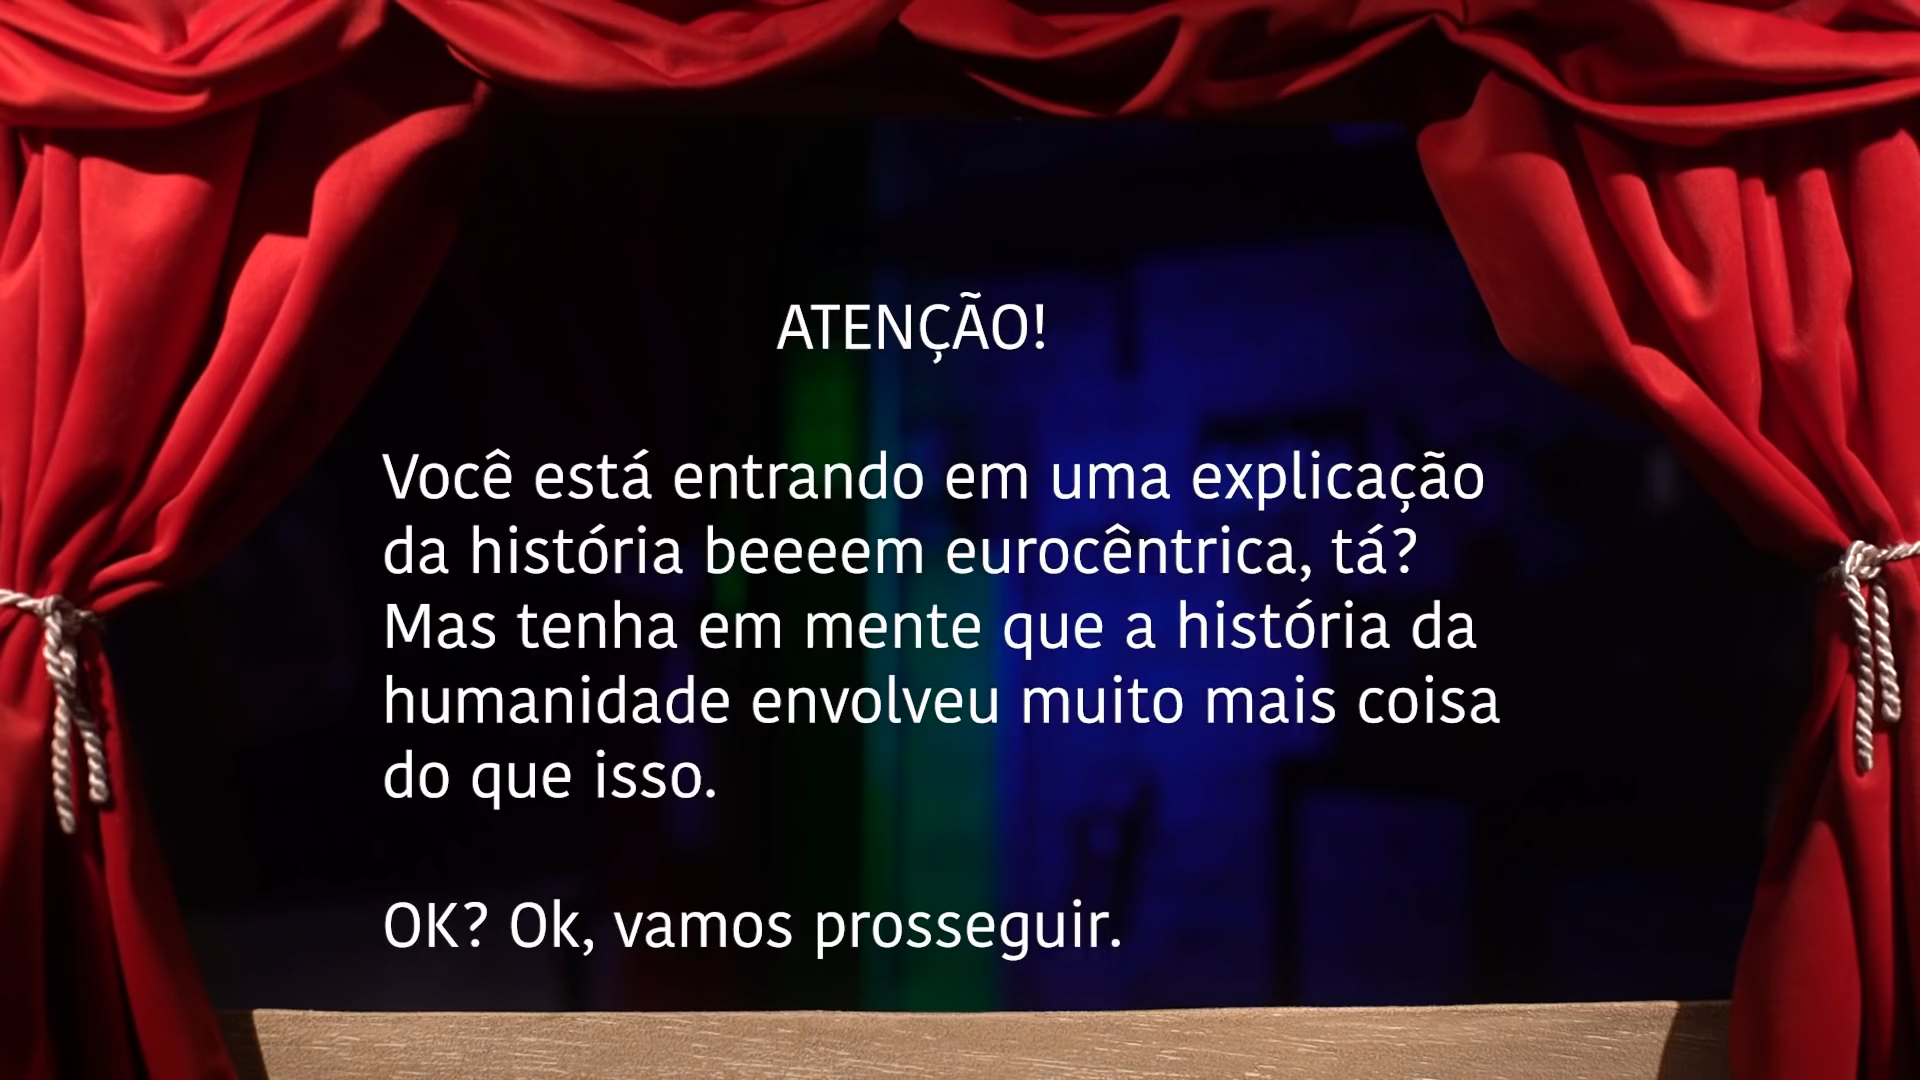 ATENÇÃO!
Você está entrando em uma explicação
da história beeeem eurocêntrica, tá?
Mas tenha em mente que a história da
humanidade envolveu muito mais coisa
do que isso.
OK? Ok, vamos prosseguir.